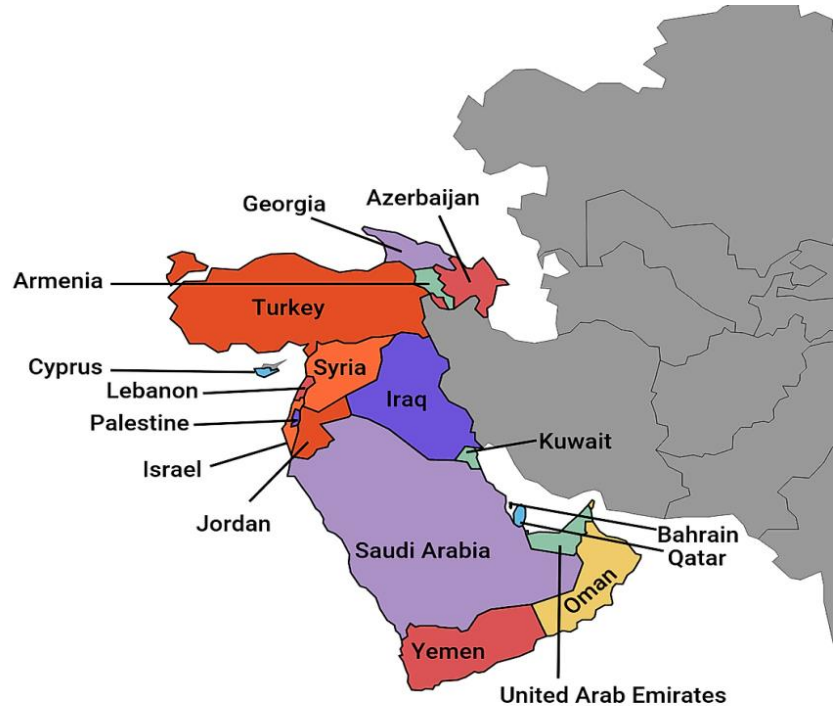 Azerbaijan
Georgia
Armenia
Turkey
Cyprus
Syria
Lebanon
Iraq
Palestine
Kuwait
Israel
Jordan
Bahrain
Saudi Arabia
Qatar
Oman
Yemen
United Arab Emirates